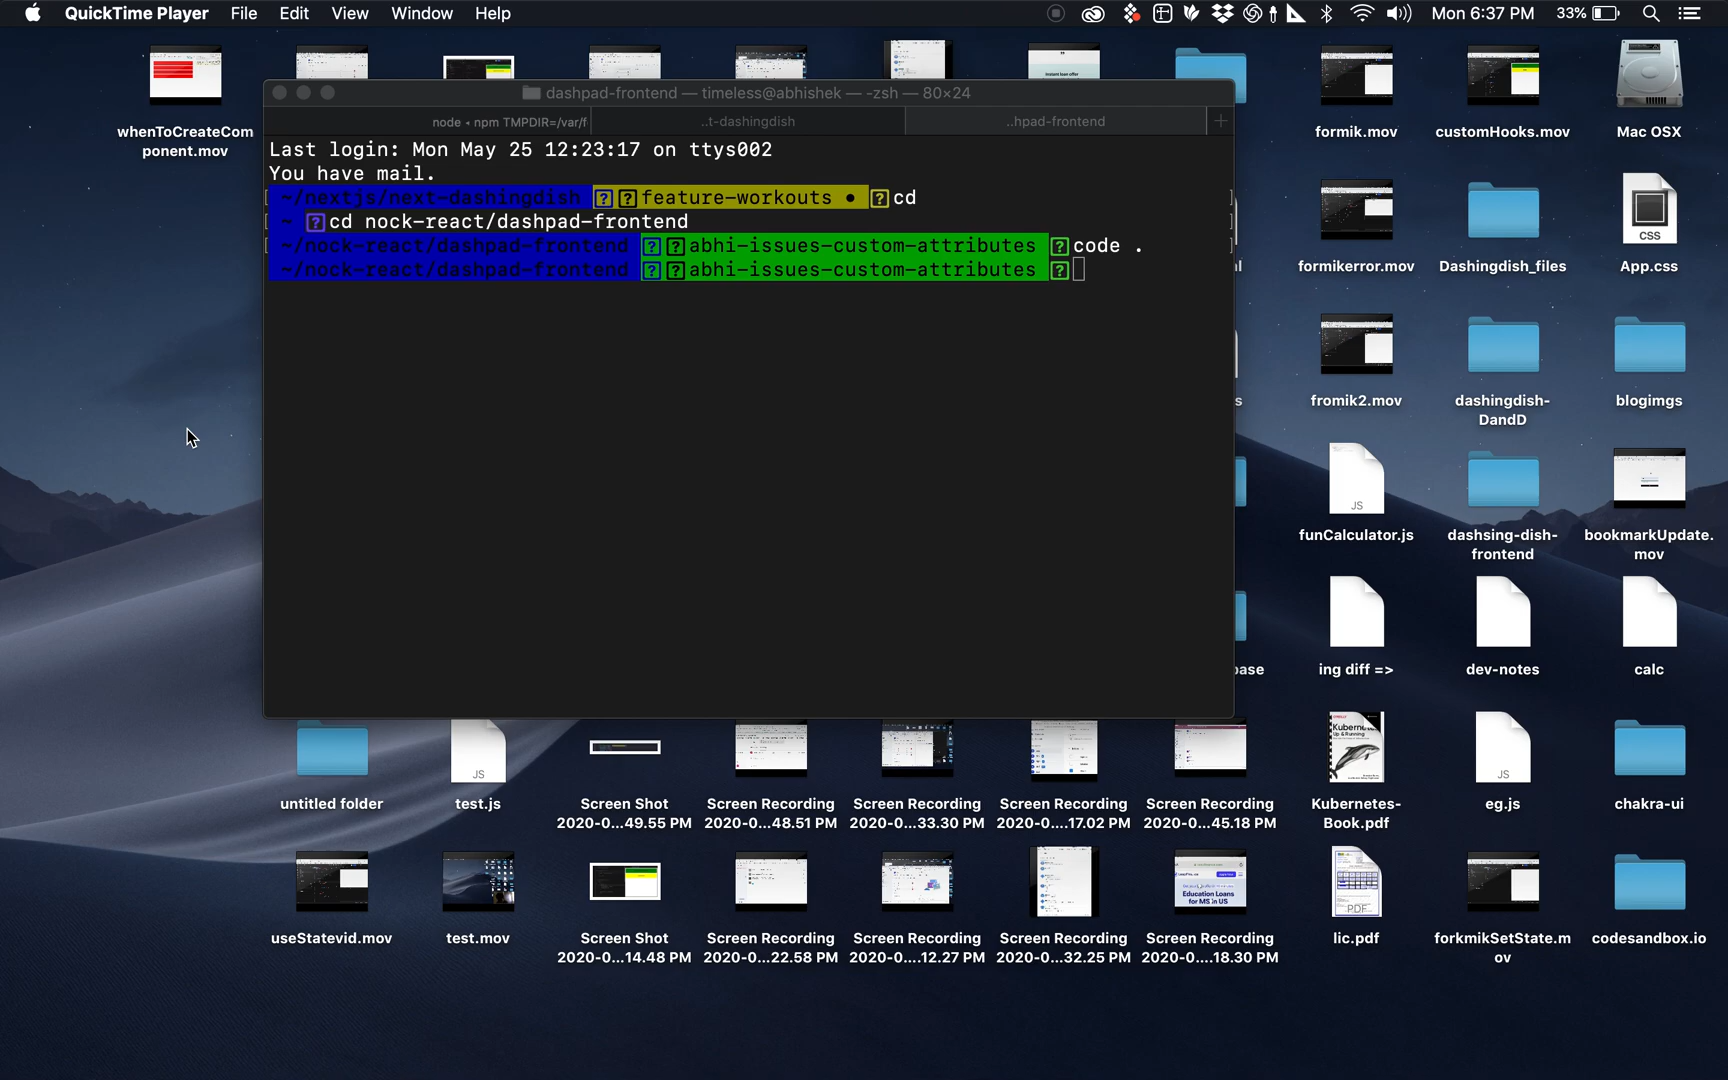 QuickTime Player File Edit View Window Help Mon 6:37 PM 33%
dashpad-frontend — timeless@abhishek — -zsh — 80×24
node ◂ npm TMPDIR=/var/f ..t-dashingdish ..hpad-frontend +
Last login: Mon May 25 12:23:17 on ttys002
You have mail.
~/nextjs/next-dashingdish feature-workouts • cd
~ cd nock-react/dashpad-frontend
~/nock-react/dashpad-frontend abhi-issues-custom-attributes code .
~/nock-react/dashpad-frontend abhi-issues-custom-attributes
whenToCreateCom
ponent.mov
formik.mov
customHooks.mov
Mac OSX
formikerror.mov
Dashingdish_files
CSS
App.css
fromik2.mov
dashingdish-
DandD
blogimgs
JS
funCalculator.js
dashsing-dish-
frontend
bookmarkUpdate.
mov
ing diff =>
dev-notes
calc
untitled folder
JS
test.js
Screen Shot
2020-0...49.55 PM
Screen Recording
2020-0...48.51 PM
Screen Recording
2020-0...33.30 PM
Screen Recording
2020-0....17.02 PM
Screen Recording
2020-0...45.18 PM
Kubernetes-
Book.pdf
JS
eg.js
chakra-ui
useStatevid.mov
test.mov
Screen Shot
2020-0...14.48 PM
Screen Recording
2020-0...22.58 PM
Screen Recording
2020-0....12.27 PM
Screen Recording
2020-0...32.25 PM
Education Loans
for MS in US
Screen Recording
2020-0....18.30 PM
PDF
lic.pdf
forkmikSetState.m
ov
codesandbox.io